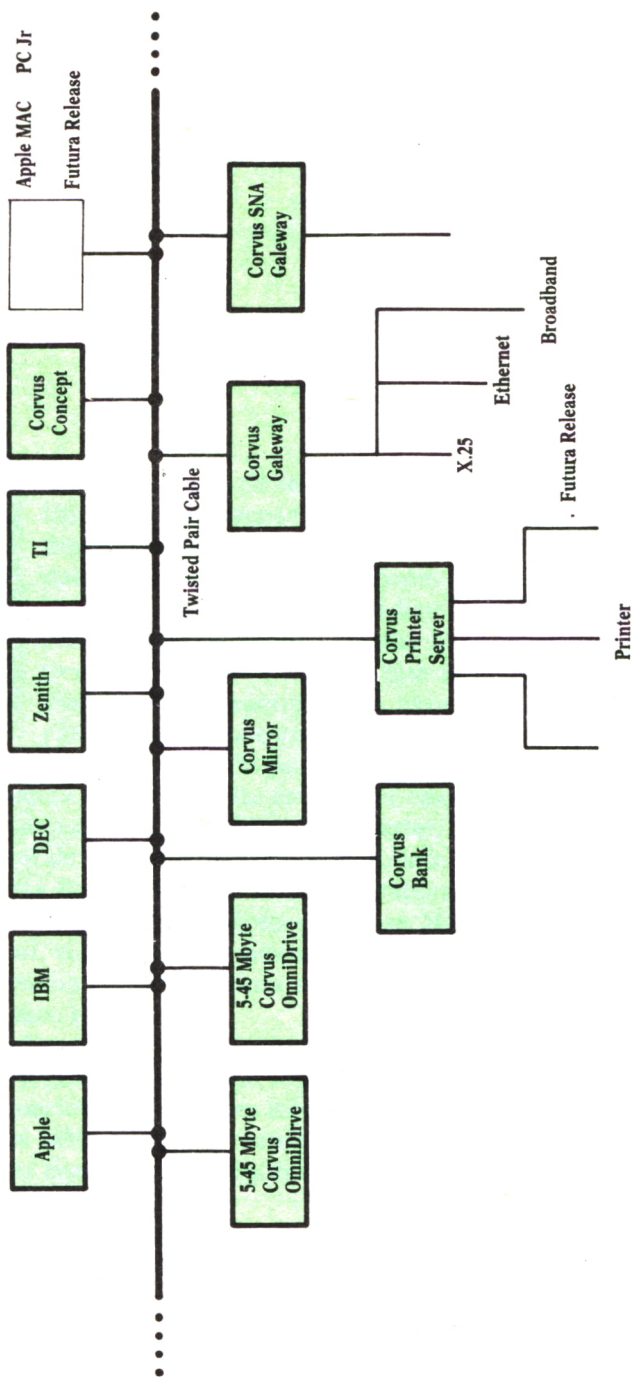 Apple
IBM
DEC
Zenith
TI
Corvus
Concept
Apple MAC PC Jr
Futura Release
Twisted Pair Cable
5-45 Mbyte
Corvus
OmniDirve
5-45 Mbyte
Corvus
OmniDrive
Corvus
Mirror
Corvus
Galeway
Corvus SNA
Galeway
Corvus
Bank
Corvus
Printer
Server
X.25
Ethernet
Broadband
Futura Release
Printer